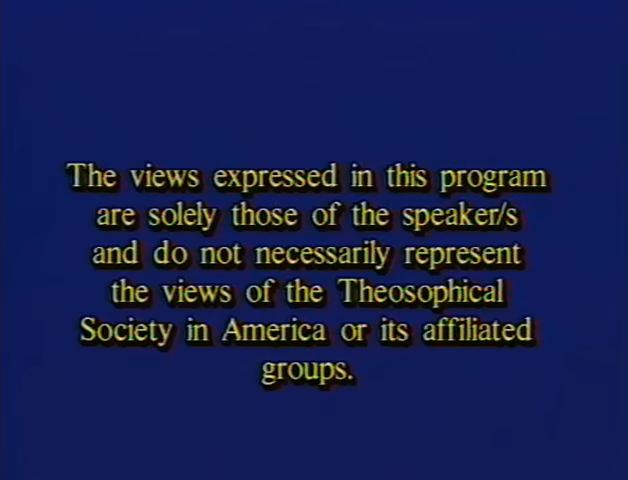 The views expressed in this program
are solely those of the speaker/s
and do not necessarily represent
the views of the Theosophical
Society in America or its affiliated
groups.